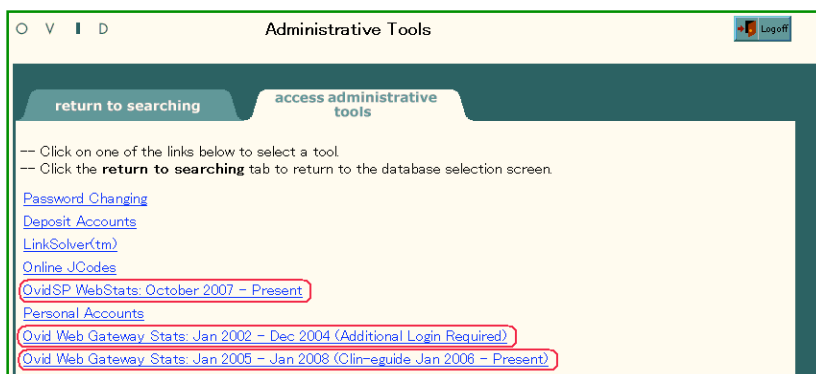 O V I D
Administrative Tools
Logoff
return to searching
access administrative
tools
-- Click on one of the links below to select a tool.
-- Click the return to searching tab to return to the database selection screen.
Password Changing
Deposit Accounts
LinkSolver(tm)
Online JCodes
OvidSP WebStats: October 2007 - Present
Personal Accounts
Ovid Web Gateway Stats: Jan 2002 - Dec 2004 (Additional Login Required)
Ovid Web Gateway Stats: Jan 2005 - Jan 2008 (Clin-eguide Jan 2006 - Present)